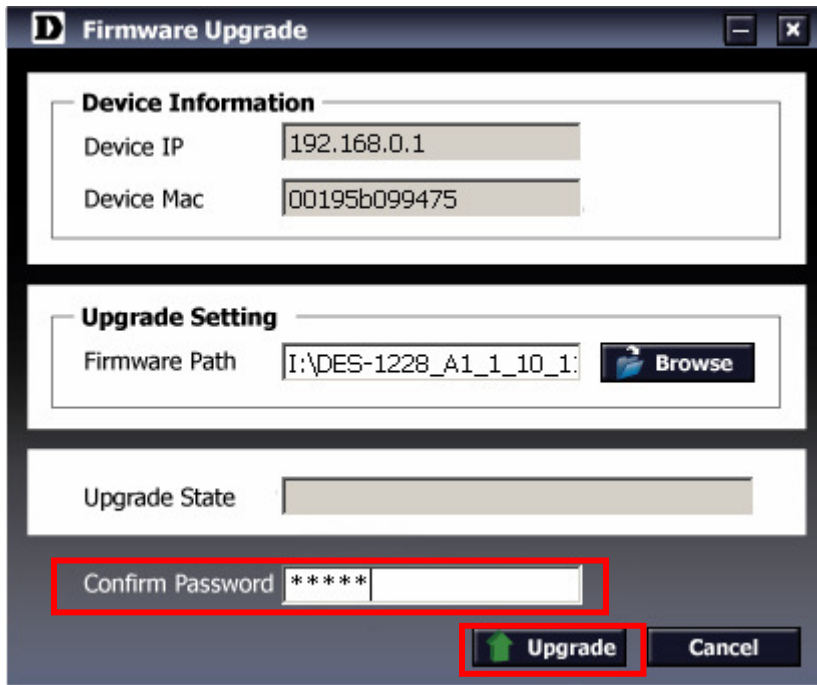 D Firmware Upgrade
Device Information
Device IP 192.168.0.1
Device Mac 00195b099475
Upgrade Setting
Firmware Path I:\DES-1228_A1_1_10_1: Browse
Upgrade State
Confirm Password *****
Upgrade Cancel